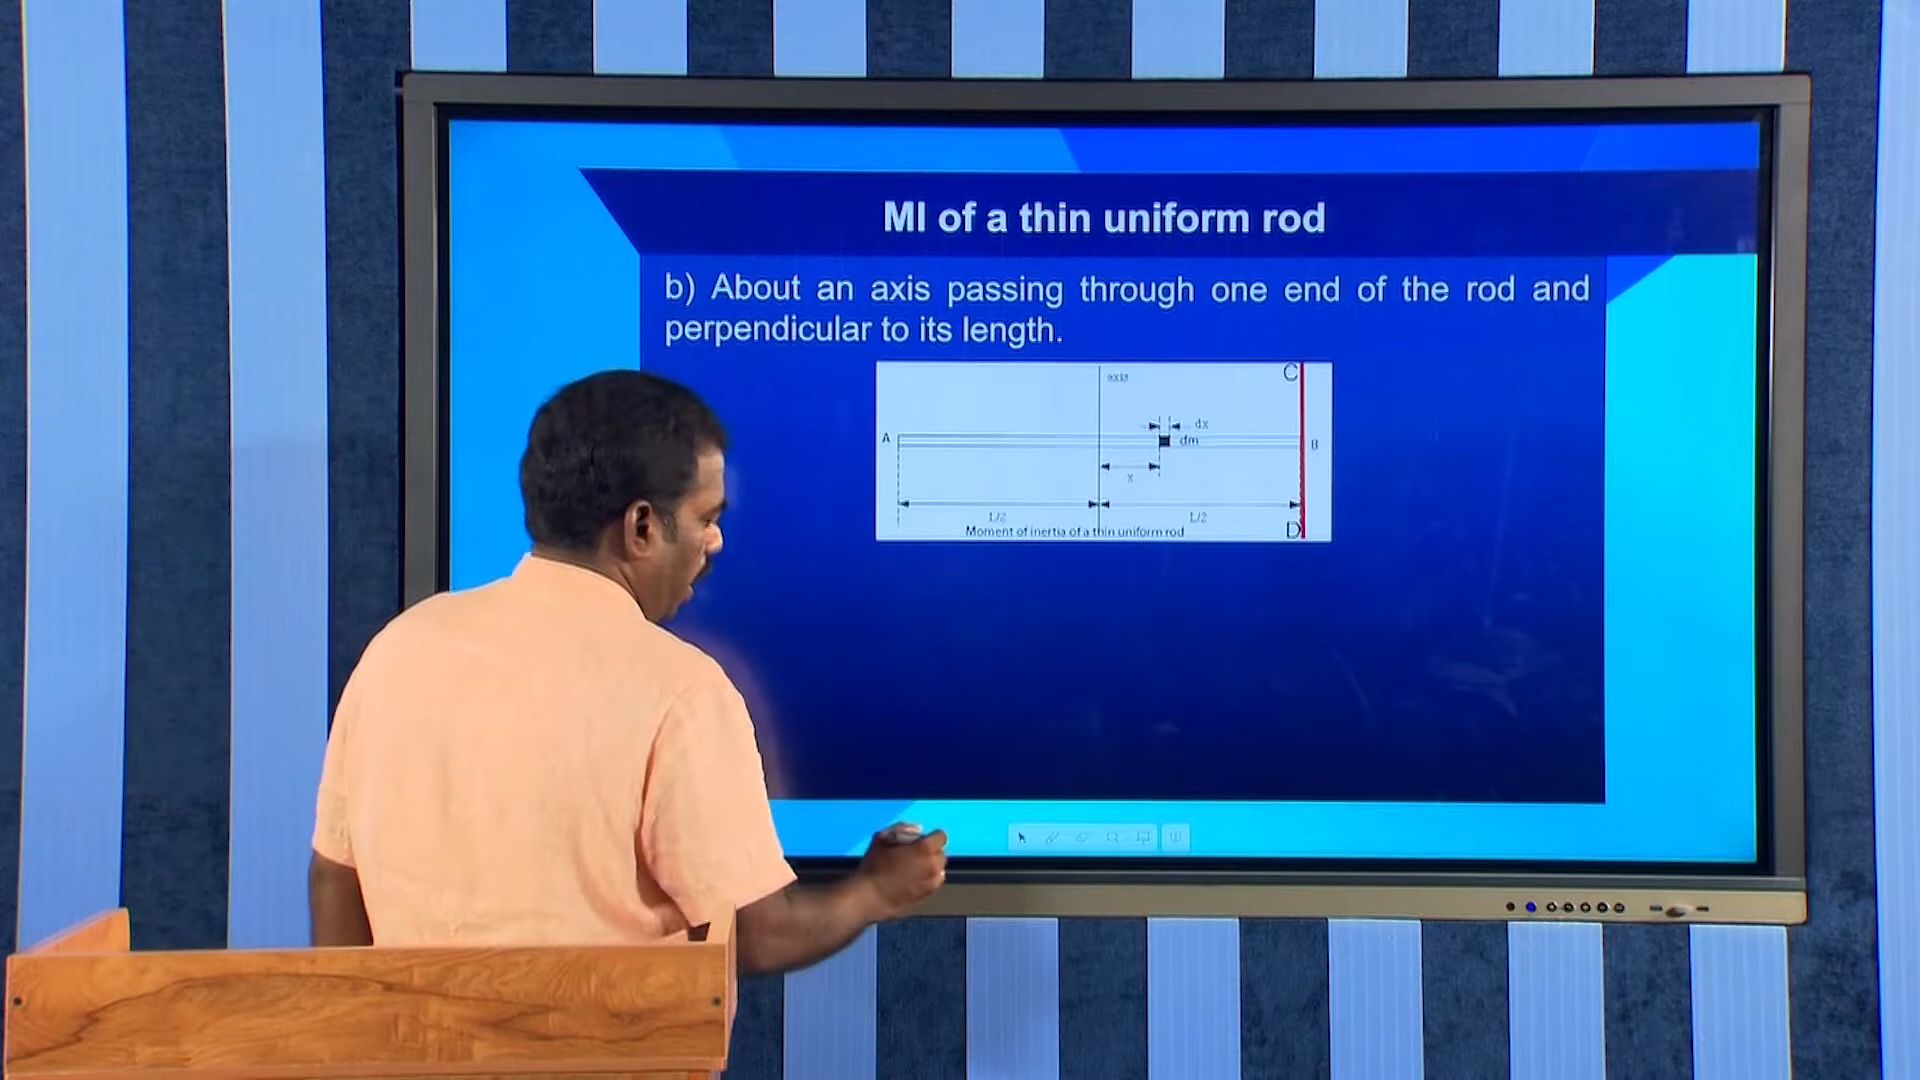 MI of a thin uniform rod
b) About an axis passing through one end of the rod and
perpendicular to its length.
axis
C
dx
A
dm
B
x
L/2
L/2
Moment of inertia of a thin uniform rod
D